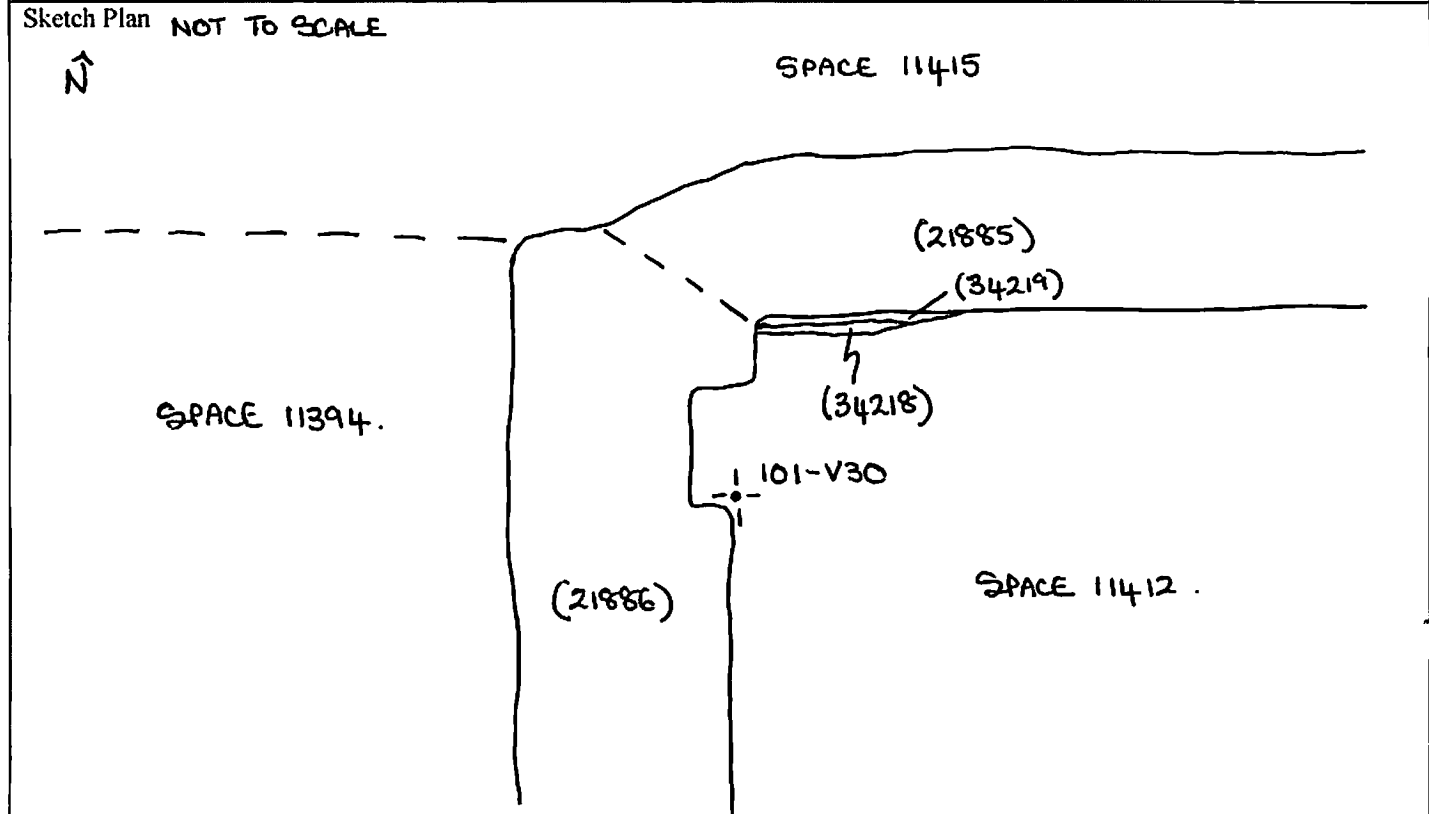 Sketch Plan NOT TO SCALE
N
SPACE 11415
(21885)
(34219)
(34218)
SPACE 11394.
101-V30
(21886)
SPACE 11412.